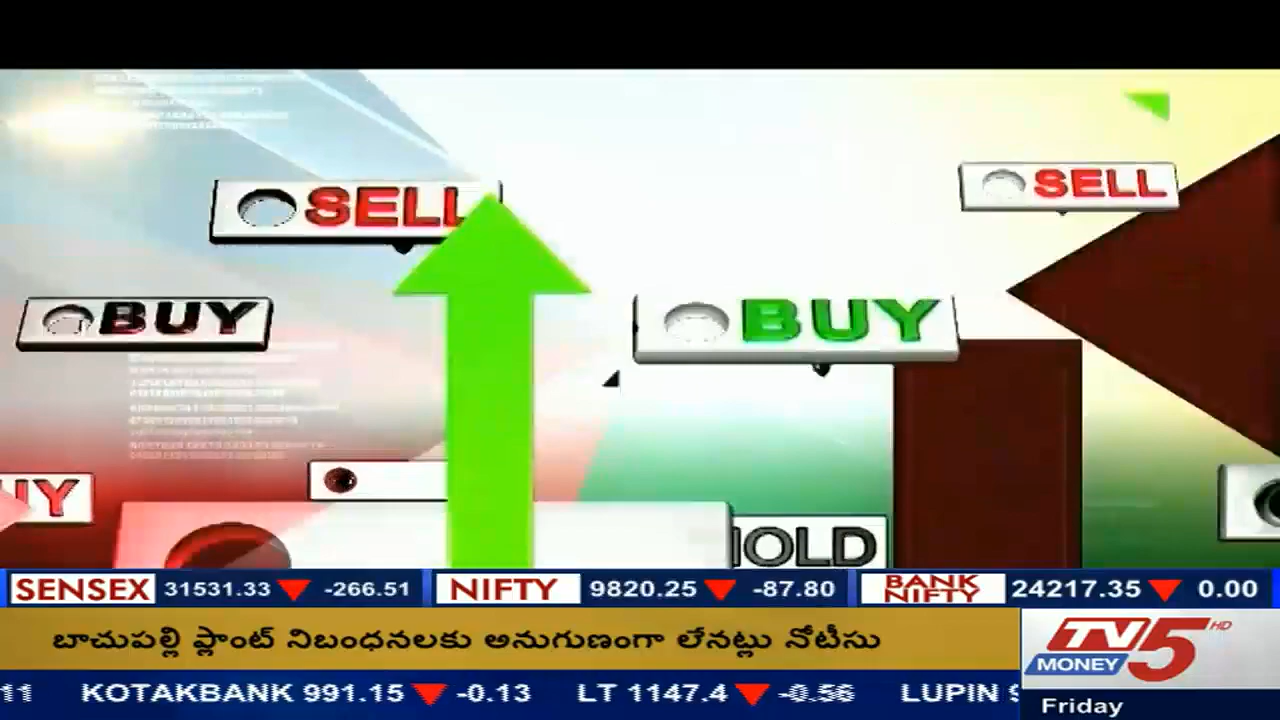 SELL
SELL
BUY
BUY
HOLD
SENSEX 31531.33 -266.51 NIFTY 9820.25 -87.80 BANK NIFTY 24217.35 0.00
బాచుపల్లి ప్లాంట్ నిబంధనలకు అనుగుణంగా లేనట్లు నోటీసు
TV5 HD
MONEY
11 KOTAKBANK 991.15 -0.13 LT 1147.4 -0.56 LUPIN
Friday